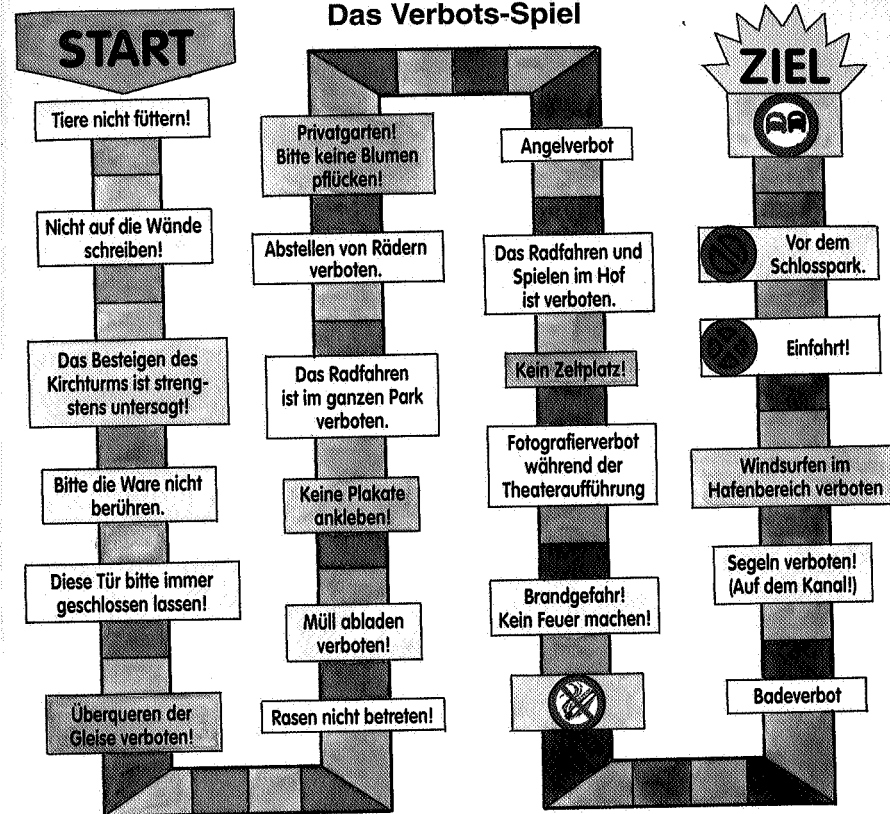 Das Verbots-Spiel
START
Tiere nicht füttern!
Nicht auf die Wände
schreiben!
Das Besteigen des
Kirchturms ist streng-
stens untersagt!
Bitte die Ware nicht
berühren.
Diese Tür bitte immer
geschlossen lassen!
Überqueren der
Gleise verboten!
Rasen nicht betreten!
Müll abladen
verboten!
Keine Plakate
ankleben!
Das Radfahren
ist im ganzen Park
verboten.
Abstellen von Rädern
verboten.
Privatgarten!
Bitte keine Blumen
pflücken!
Angelverbot
Das Radfahren und
Spielen im Hof
ist verboten.
Kein Zeltplatz!
Fotografierverbot
während der
Theateraufführung
Brandgefahr!
Kein Feuer machen!
Badeverbot
Segeln verboten!
(Auf dem Kanal!)
Windsurfen im
Hafenbereich verboten
Einfahrt!
Vor dem
Schlosspark.
ZIEL